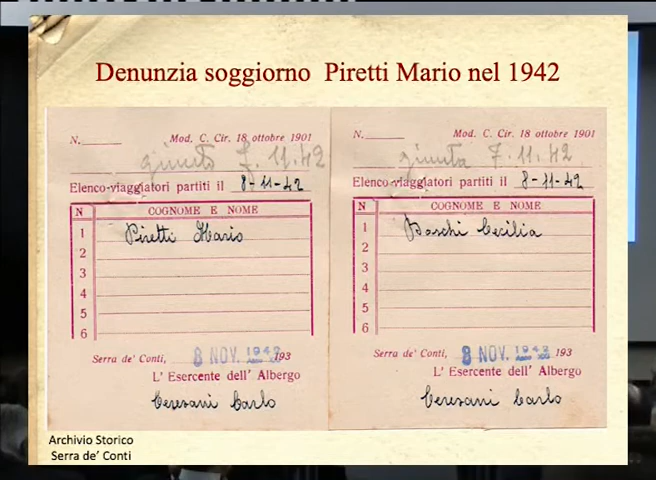 Denunzia soggiorno Piretti Mario nel 1942
N.
Mod. C. Cir. 18 ottobre 1901
giunto 7.11.42
Elenco-viaggiatori partiti il 8-11-42
N COGNOME E NOME
1 Piretti Mario
2
3
4
5
6
Serra de' Conti, 8 NOV. 1942 193
L' Esercente dell' Albergo
Ceresani Carlo
N.
Mod. C. Cir. 18 ottobre 1901
giunta 7.11.42
Elenco-viaggiatori partiti il 8-11-42
N COGNOME E NOME
1 Boschi Cecilia
2
3
4
5
6
Serra de' Conti, 8 NOV. 1942 193
L' Esercente dell' Albergo
Ceresani Carlo
Archivio Storico
Serra de' Conti